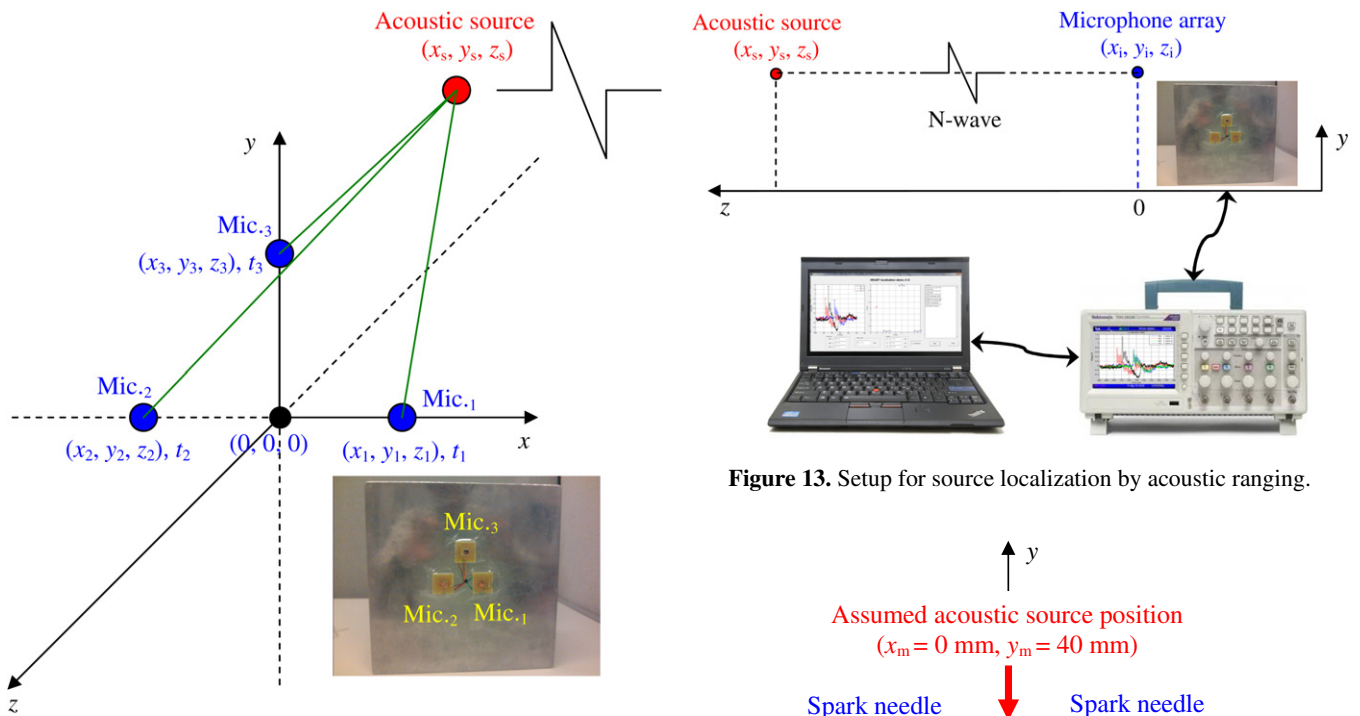 Acoustic source
(xs, ys, zs)
y
Mic.3
(x3, y3, z3), t3
Mic.2
Mic.1
(0, 0, 0)
x
(x2, y2, z2), t2
(x1, y1, z1), t1
z
Mic.3
Mic.2
Mic.1
Acoustic source
(xs, ys, zs)
Microphone array
(xi, yi, zi)
N-wave
y
z
0
Tektronix
ThinkPad
Figure 13. Setup for source localization by acoustic ranging.
y
Assumed acoustic source position
(xm = 0 mm, ym = 40 mm)
Spark needle
Spark needle